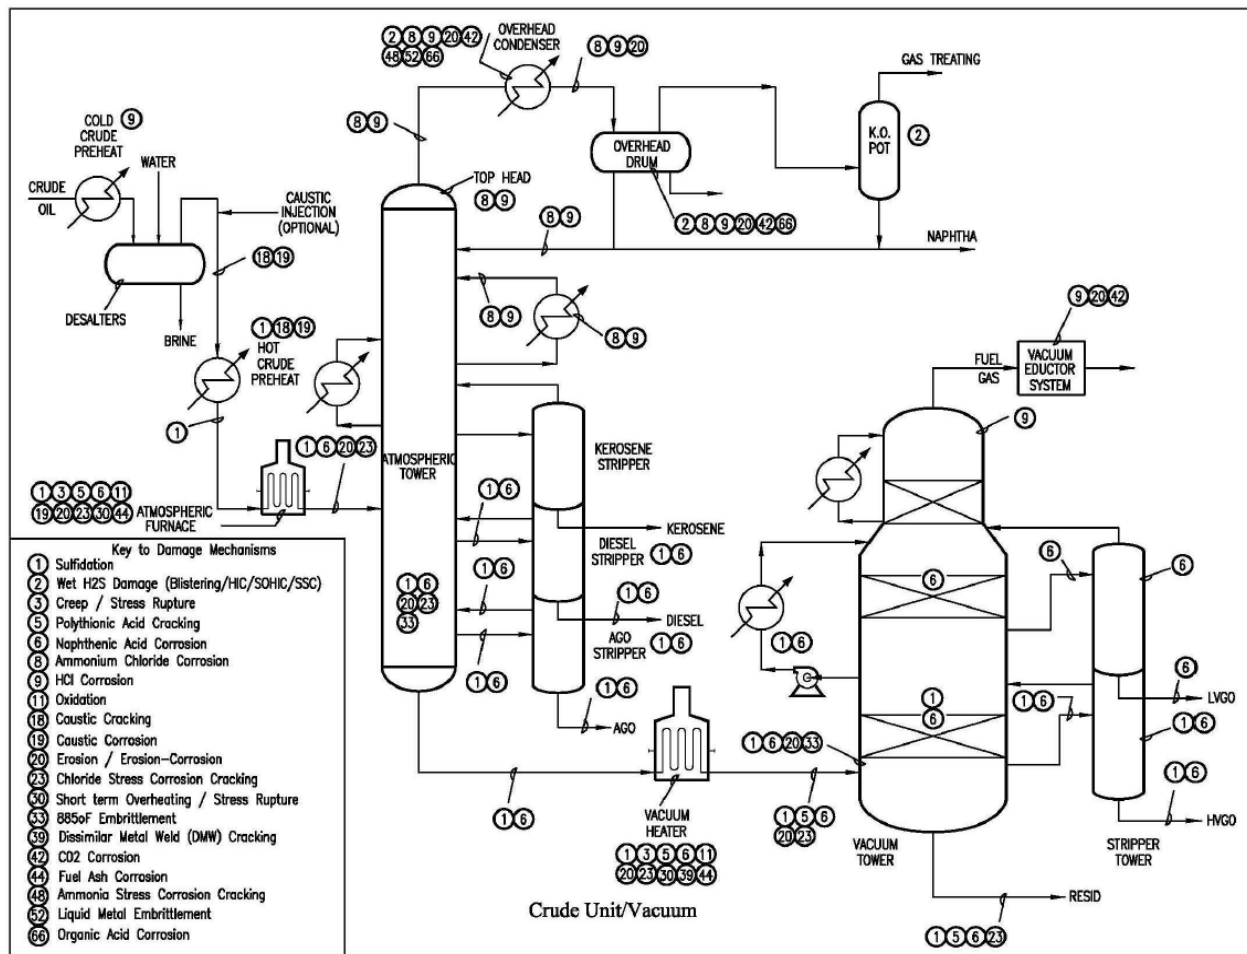 2 8 9 20 42
48 52 66
OVERHEAD
CONDENSER
8 9 20
GAS TREATING
COLD 9
CRUDE
PREHEAT
WATER
CRUDE
OIL
CAUSTIC
INJECTION
(OPTIONAL)
8 9
OVERHEAD
DRUM
K.O.
POT
2
TOP HEAD
8 9
2 8 9 20 42 66
8 9
NAPHTHA
18 19
DESALTERS
BRINE
8 9
8 9
9 20 42
1 18 19
HOT
CRUDE
PREHEAT
FUEL
GAS
VACUUM
EDUCTOR
SYSTEM
1
9
1 6 20 23
ATMOSPHERIC
TOWER
KEROSENE
STRIPPER
1 3 5 6 11
19 20 23 30 44
ATMOSPHERIC
FURNACE
1 6
KEROSENE
DIESEL
STRIPPER
1 6
1 6
20 23
33
1 6
1 6
DIESEL
AGO
STRIPPER
1 6
1 6
1 6
AGO
6
6
6
1 6
1
6
1 6
6
LVGO
1 6
1 6 20 33
1 6
HVGO
1 6
VACUUM
HEATER
1 3 5 6 11
20 23 30 39 44
1 5 6
20 23
VACUUM
TOWER
STRIPPER
TOWER
RESID
1 5 6 23
Key to Damage Mechanisms
1 Sulfidation
2 Wet H2S Damage (Blistering/HIC/SOHIC/SSC)
3 Creep / Stress Rupture
5 Polythionic Acid Cracking
6 Naphthenic Acid Corrosion
8 Ammonium Chloride Corrosion
9 HCl Corrosion
11 Oxidation
18 Caustic Cracking
19 Caustic Corrosion
20 Erosion / Erosion-Corrosion
23 Chloride Stress Corrosion Cracking
30 Short term Overheating / Stress Rupture
33 885oF Embrittlement
39 Dissimilar Metal Weld (DMW) Cracking
42 CO2 Corrosion
44 Fuel Ash Corrosion
48 Ammonia Stress Corrosion Cracking
52 Liquid Metal Embrittlement
66 Organic Acid Corrosion
Crude Unit/Vacuum